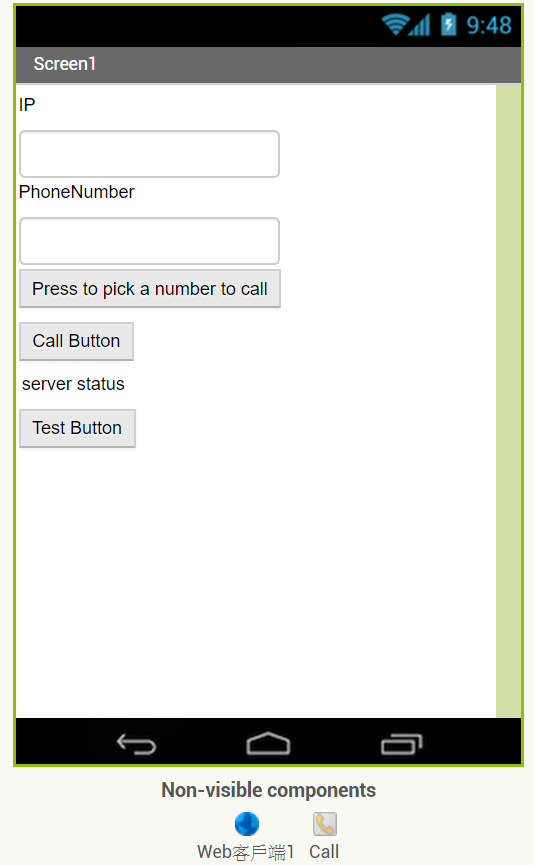 9:48
Screen1
IP
PhoneNumber
Press to pick a number to call
Call Button
server status
Test Button
Non-visible components
Web客戶端1 Call